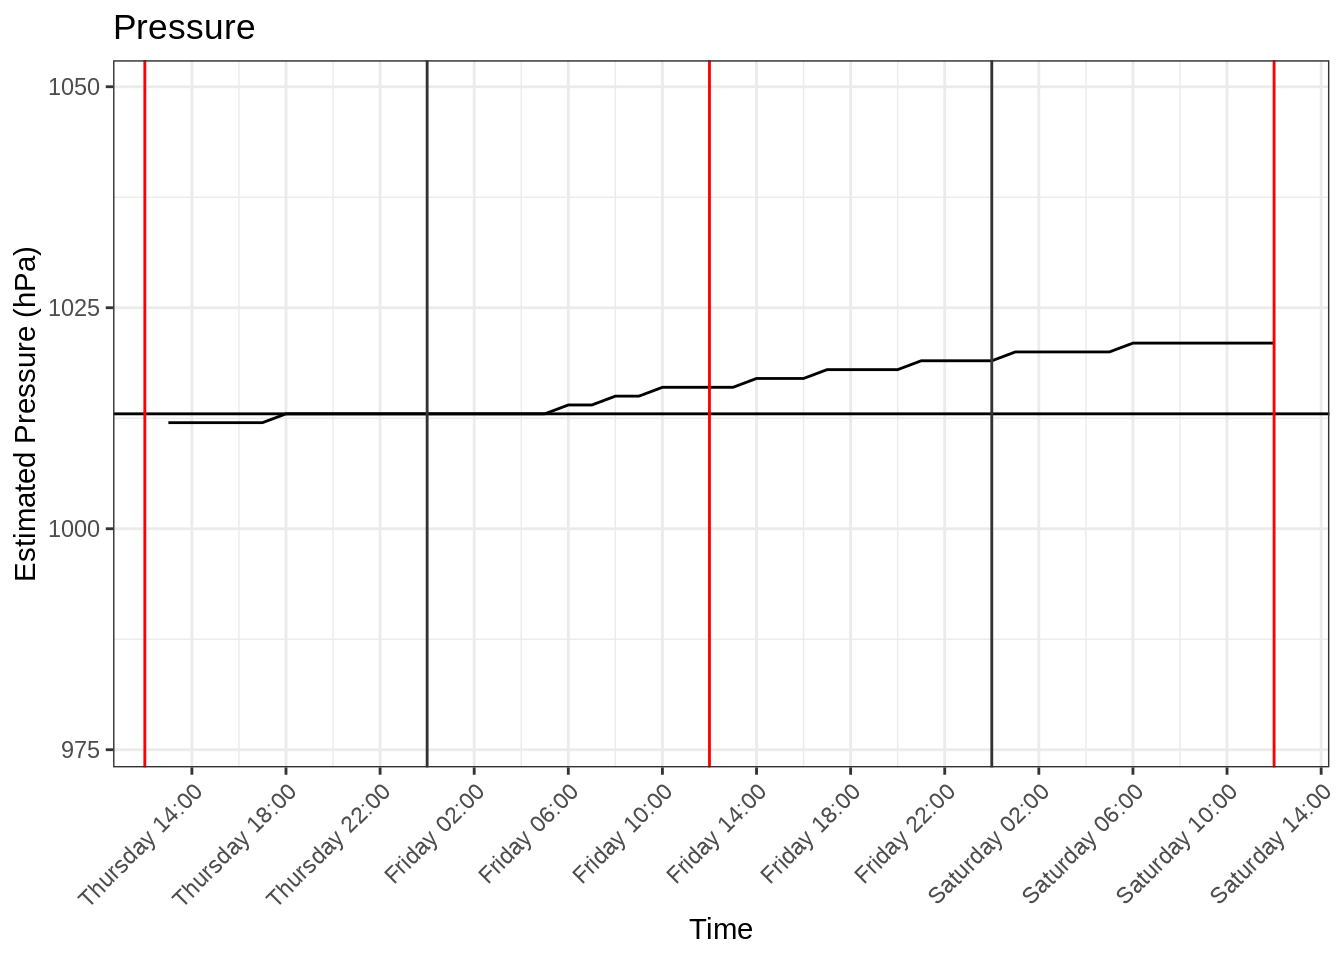 Pressure
Estimated Pressure (hPa)
1050
1025
1000
975
Thursday 14:00
Thursday 18:00
Thursday 22:00
Friday 02:00
Friday 06:00
Friday 10:00
Friday 14:00
Friday 18:00
Friday 22:00
Saturday 02:00
Saturday 06:00
Saturday 10:00
Saturday 14:00
Time